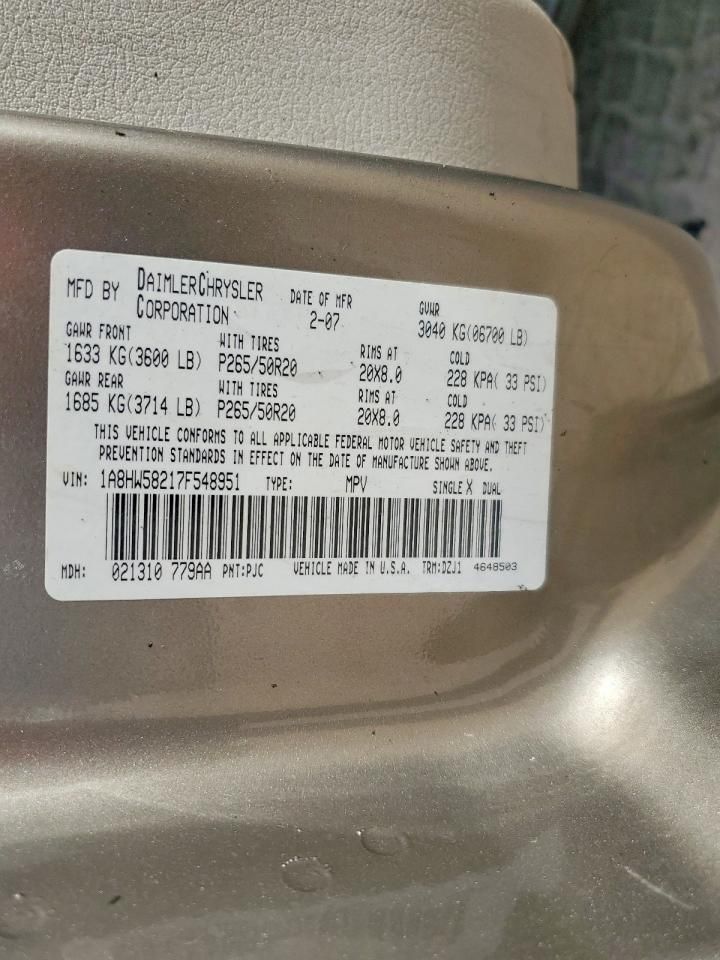 MFD BY DAIMLERCHRYSLER CORPORATION DATE OF MFR 2-07 GVWR 3040 KG(06700 LB)
GAWR FRONT WITH TIRES RIMS AT COLD
1633 KG(3600 LB) P265/50R20 20X8.0 228 KPA( 33 PSI)
GAWR REAR WITH TIRES RIMS AT COLD
1685 KG(3714 LB) P265/50R20 20X8.0 228 KPA( 33 PSI)
THIS VEHICLE CONFORMS TO ALL APPLICABLE FEDERAL MOTOR VEHICLE SAFETY AND THEFT
PREVENTION STANDARDS IN EFFECT ON THE DATE OF MANUFACTURE SHOWN ABOVE.
VIN: 1A8HW58217F548951 TYPE: MPV SINGLE X DUAL
MDH: 021310 779AA PNT:PJC VEHICLE MADE IN U.S.A. TRM:DZJ1 4648503